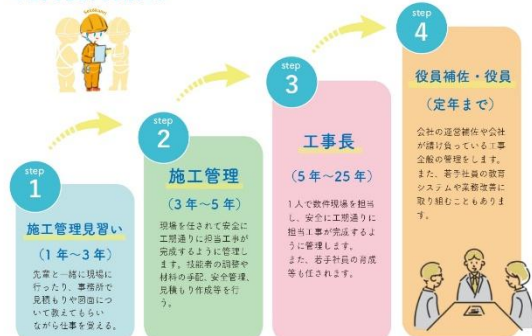 step
1
施工管理見習い
(1年~3年)
先輩と一緒に現場に
行ったり、事務所で
見積もりや図面につ
いて教えてもらい
ながら仕事を覚える。
step
2
施工管理
(3年~5年)
現場を任されて安全に
工期通りに担当工事が
完成するように管理し
ます。技能者の調整や
材料の手配、安全管理、
見積もり作成等を行
う。
step
3
工事長
(5年~25年)
1人で数件現場を担当
し、安全に工期通りに
担当工事が完成するよ
うに管理します。
また、若手社員の育成
等も任されます。
step
4
役員補佐・役員
(定年まで)
会社の運営補佐や会社
が請け負っている工事
全般の管理をします。
また、若手社員の教育
システムや業務改善に
取り組むこともありま
す。